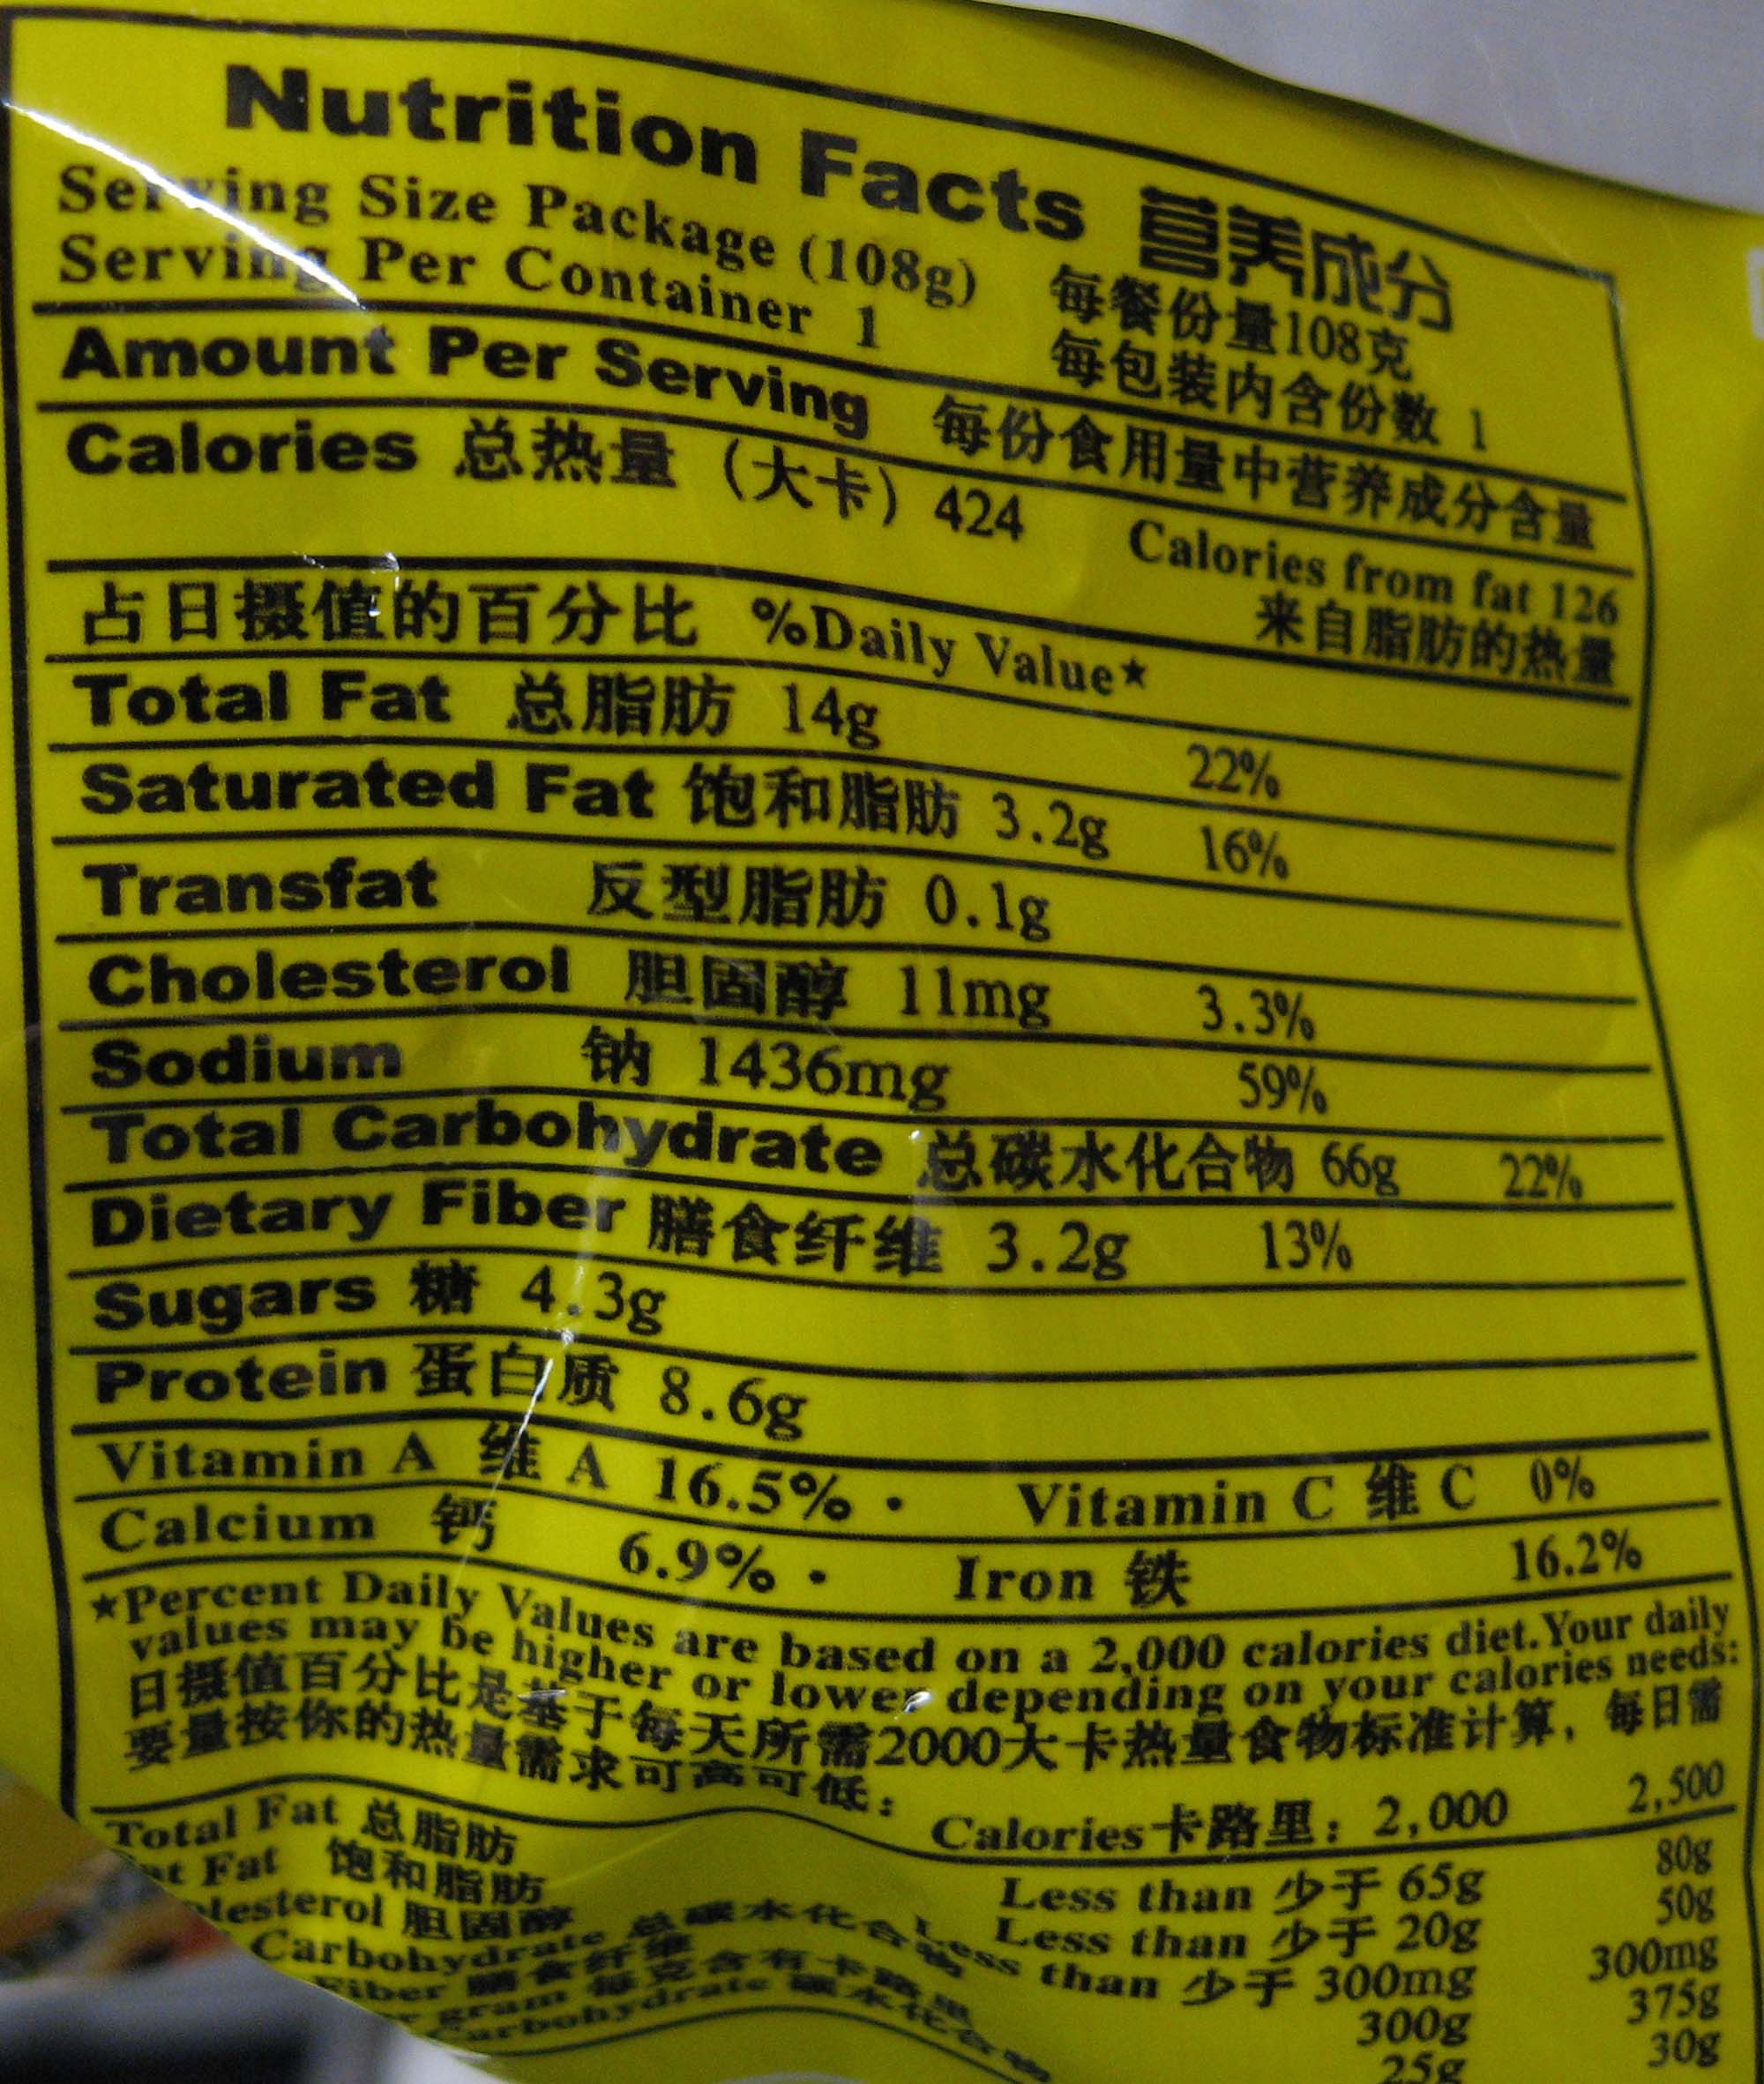 Nutrition Facts 营养成分
Serving Size Package (108g) 每餐份量108克
Serving Per Container 1 每包装内含份数 1
Amount Per Serving 每份食用量中营养成分含量
Calories 总热量 (大卡) 424 Calories from fat 126
来自脂肪的热量
占日摄值的百分比 %Daily Value★
Total Fat 总脂肪 14g 22%
Saturated Fat 饱和脂肪 3.2g 16%
Transfat 反型脂肪 0.1g
Cholesterol 胆固醇 11mg 3.3%
Sodium 钠 1436mg 59%
Total Carbohydrate 总碳水化合物 66g 22%
Dietary Fiber 膳食纤维 3.2g 13%
Sugars 糖 4.3g
Protein 蛋白质 8.6g
Vitamin A 维 A 16.5% • Vitamin C 维 C 0%
Calcium 钙 6.9% • Iron 铁 16.2%
★Percent Daily Values are based on a 2,000 calories diet. Your daily
values may be higher or lower depending on your calories needs:
日摄值百分比是基于每天所需2000大卡热量食物标准计算，每日需
要量按你的热量需求可高可低：
Calories卡路里：2,000 2,500
Total Fat 总脂肪 Less than 少于 65g 80g
Fat 饱和脂肪 Less than 少于 20g 50g
lesterol 胆固醇 Less than 少于 300mg 300mg
Carbohydrate 总碳水化合物 300g 375g
Fiber 膳食纤维 25g 30g
gram 每克含有卡路里
Carbohydrate 碳水化合物